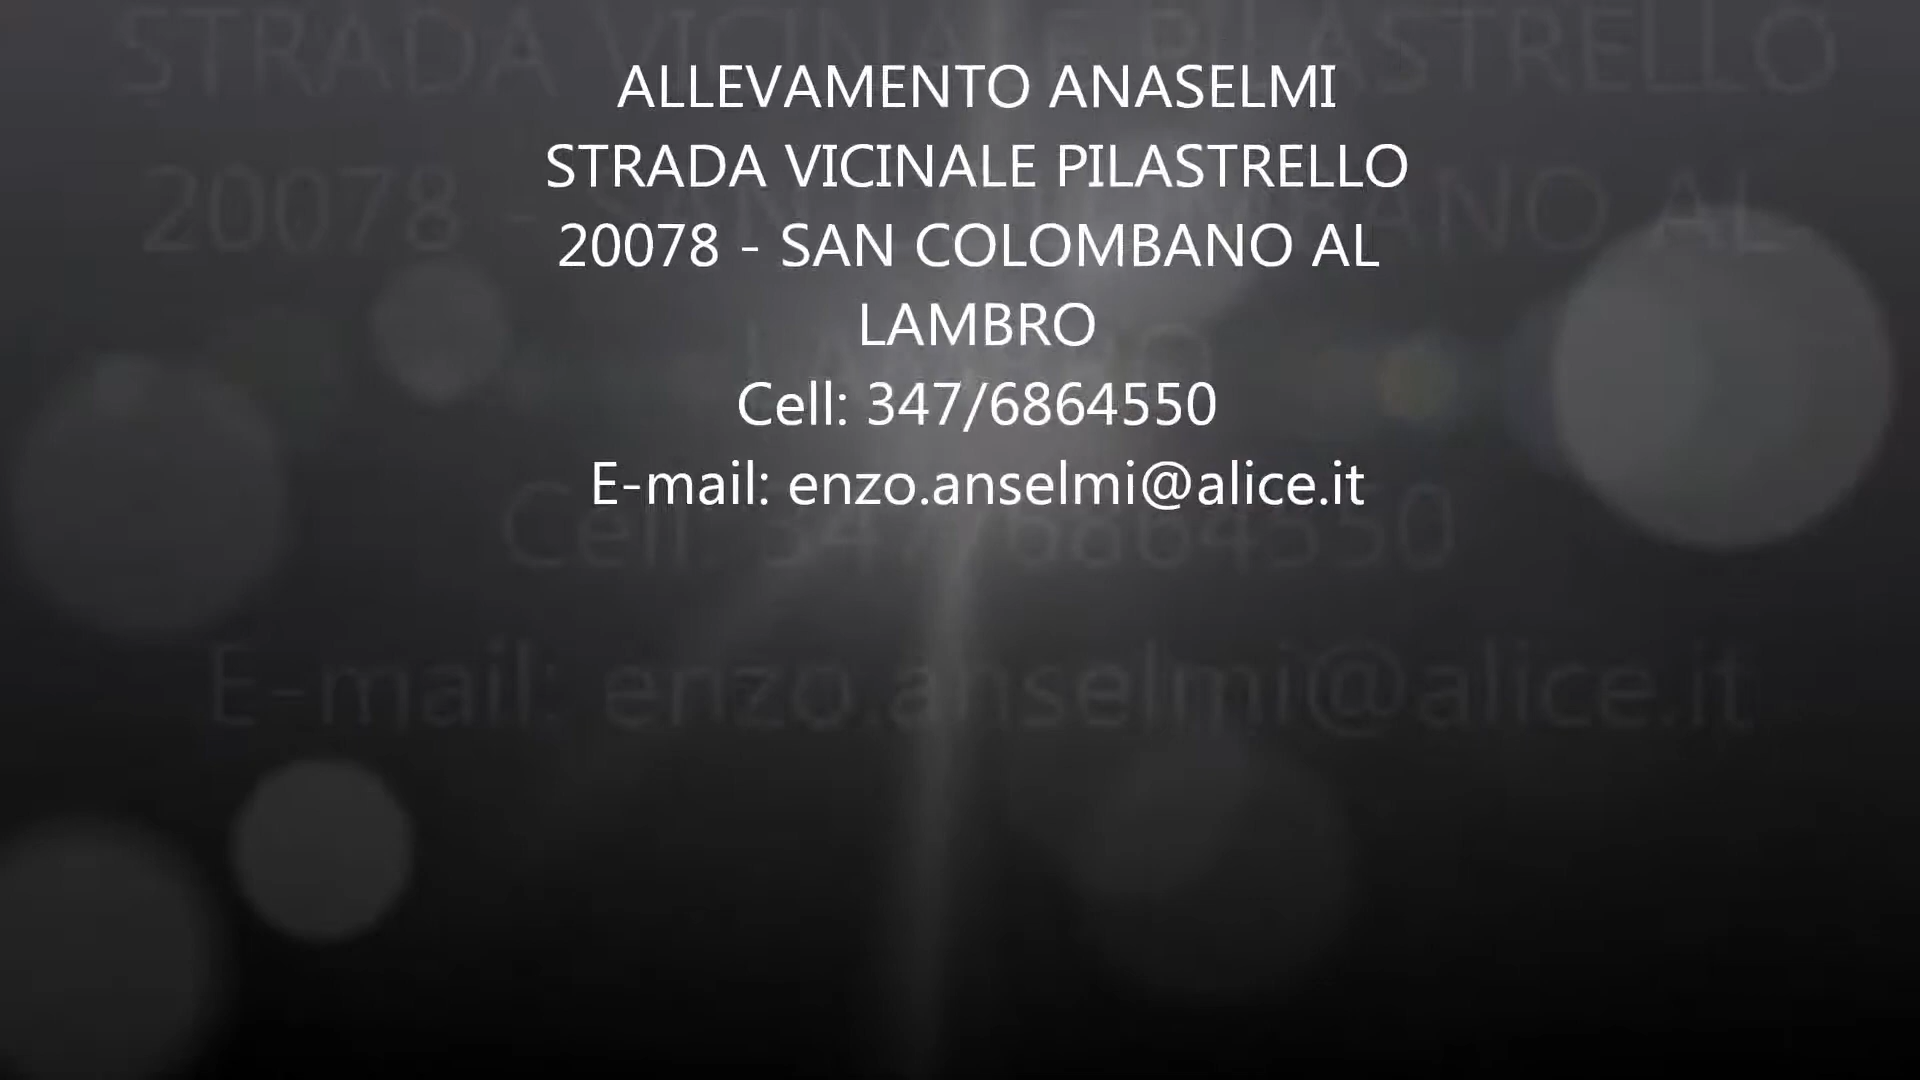 ALLEVAMENTO ANASELMI
STRADA VICINALE PILASTRELLO
20078 - SAN COLOMBANO AL
LAMBRO
Cell: 347/6864550
E-mail: enzo.anselmi@alice.it